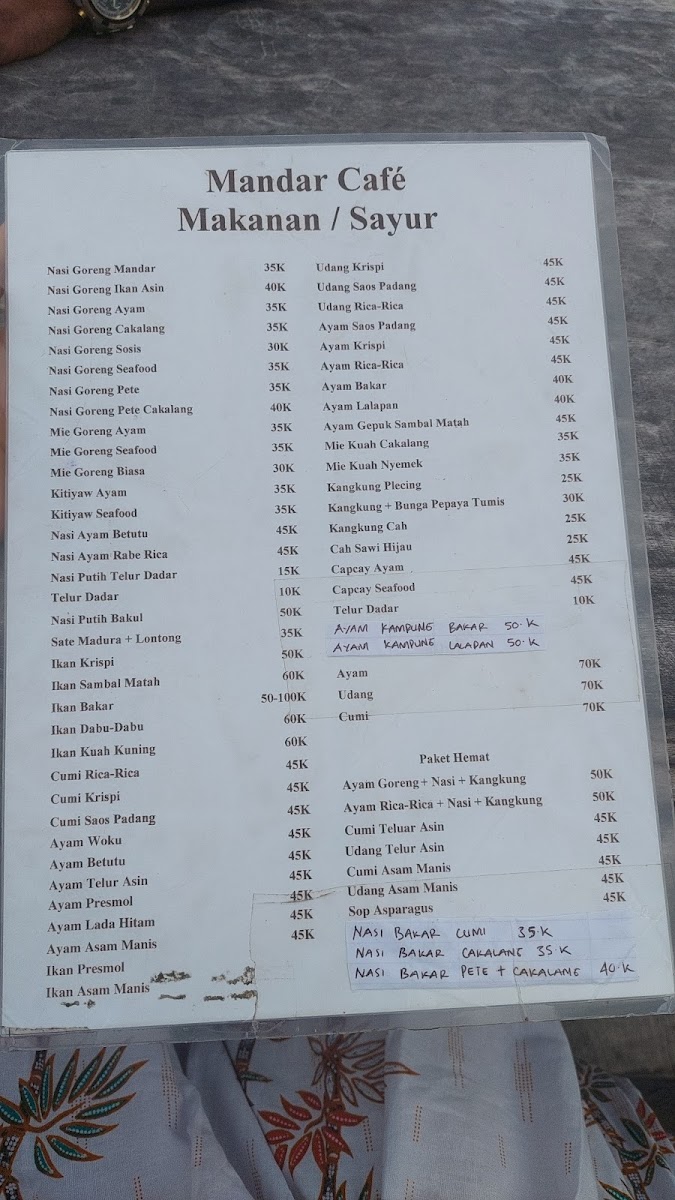 Mandar Café
Makanan / Sayur
Nasi Goreng Mandar 35K
Nasi Goreng Ikan Asin 40K
Nasi Goreng Ayam 35K
Nasi Goreng Cakalang 35K
Nasi Goreng Sosis 30K
Nasi Goreng Seafood 35K
Nasi Goreng Pete 35K
Nasi Goreng Pete Cakalang 40K
Mie Goreng Ayam 35K
Mie Goreng Seafood 35K
Mie Goreng Biasa 30K
Kitiyaw Ayam 35K
Kitiyaw Seafood 35K
Nasi Ayam Betutu 45K
Nasi Ayam Rabe Rica 45K
Nasi Putih Telur Dadar 15K
Telur Dadar 10K
Nasi Putih Bakul 50K
Sate Madura + Lontong 35K
Ikan Krispi 50K
Ikan Sambal Matah 60K
Ikan Bakar 50-100K
Ikan Dabu-Dabu 60K
Ikan Kuah Kuning 60K
Cumi Rica-Rica 45K
Cumi Krispi 45K
Cumi Saos Padang 45K
Ayam Woku 45K
Ayam Betutu 45K
Ayam Telur Asin 45K
Ayam Presmol 45K
Ayam Lada Hitam 45K
Ayam Asam Manis 45K
Ikan Presmol
Ikan Asam Manis
Udang Krispi 45K
Udang Saos Padang 45K
Udang Rica-Rica 45K
Ayam Saos Padang 45K
Ayam Krispi 45K
Ayam Rica-Rica 45K
Ayam Bakar 40K
Ayam Lalapan 40K
Ayam Gepuk Sambal Matah 45K
Mie Kuah Cakalang 35K
Mie Kuah Nyemek 35K
Kangkung Plecing 25K
Kangkung + Bunga Pepaya Tumis 30K
Kangkung Cah 25K
Cah Sawi Hijau 25K
Capcay Ayam 45K
Capcay Seafood 45K
Telur Dadar 10K
AYAM KAMPUNG BAKAR 50.K
AYAM KAMPUNG LALAPAN 50.K
Ayam 70K
Udang 70K
Cumi 70K
Paket Hemat
Ayam Goreng + Nasi + Kangkung 50K
Ayam Rica-Rica + Nasi + Kangkung 50K
Cumi Teluar Asin 45K
Udang Telur Asin 45K
Cumi Asam Manis 45K
Udang Asam Manis 45K
Sop Asparagus 45K
NASI BAKAR CUMI 35.K
NASI BAKAR CAKALANG 35.K
NASI BAKAR PETE + CAKALANG 40.K